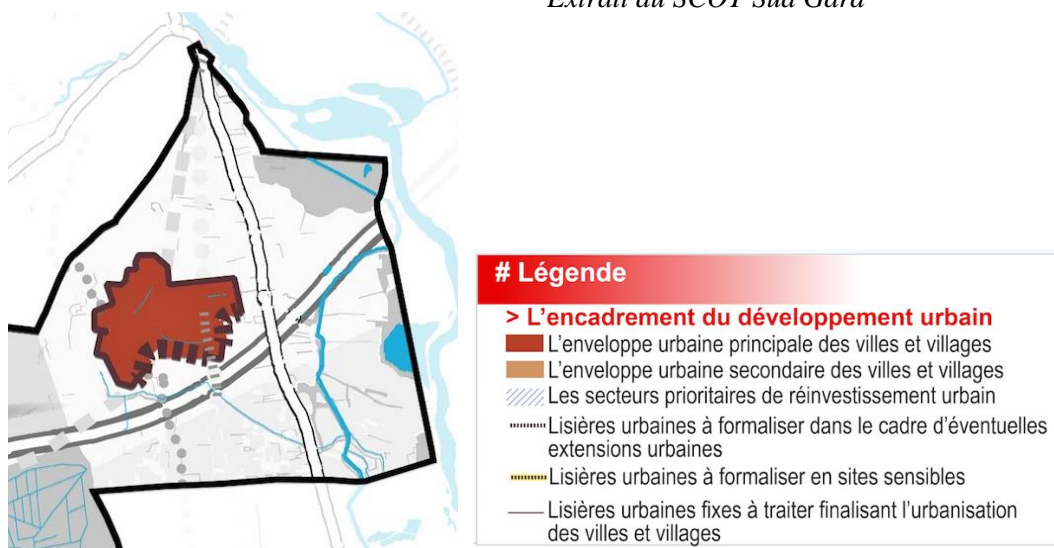 Extrait du SCOT Sud Gard
# Légende
> L'encadrement du développement urbain
L'enveloppe urbaine principale des villes et villages
L'enveloppe urbaine secondaire des villes et villages
Les secteurs prioritaires de réinvestissement urbain
Lisières urbaines à formaliser dans le cadre d'éventuelles
extensions urbaines
Lisières urbaines à formaliser en sites sensibles
Lisières urbaines fixes à traiter finalisant l'urbanisation
des villes et villages